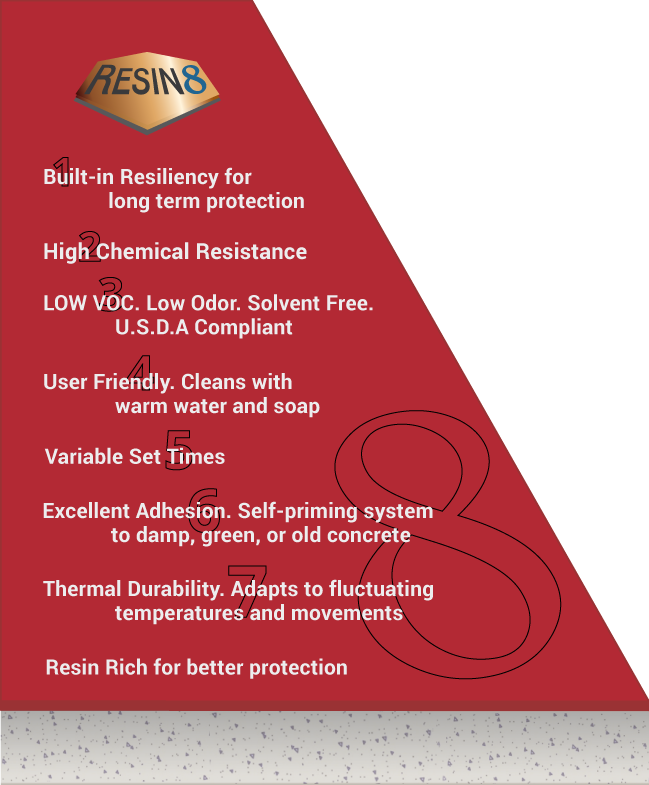 RESIN8
1
Built-in Resiliency for
long term protection
2
High Chemical Resistance
3
LOW VOC. Low Odor. Solvent Free.
U.S.D.A Compliant
4
User Friendly. Cleans with
warm water and soap
5
Variable Set Times
6
Excellent Adhesion. Self-priming system
to damp, green, or old concrete
7
Thermal Durability. Adapts to fluctuating
temperatures and movements
8
Resin Rich for better protection